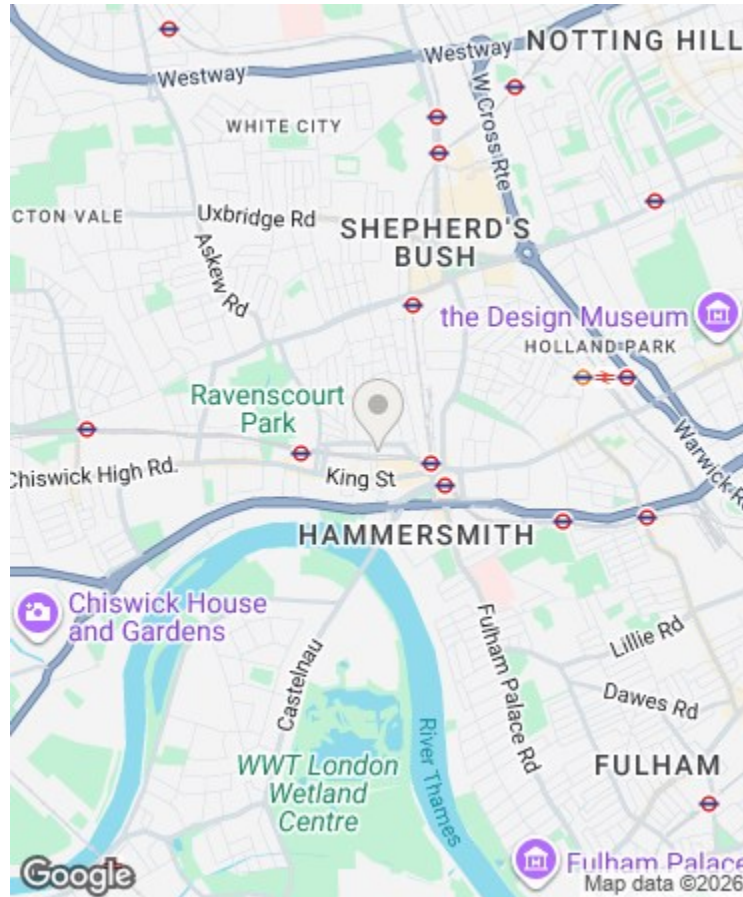 Westway
Westway
NOTTING HILL
W Cross Rte
WHITE CITY
CTON VALE
Uxbridge Rd
SHEPHERD'S
BUSH
Askew Rd
the Design Museum
HOLLAND PARK
Ravenscourt
Park
Warwick Ro
Chiswick High Rd.
King St
HAMMERSMITH
Chiswick House
and Gardens
Fulham Palace Rd
Lillie Rd
Castelnau
Dawes Rd
River Thames
WWT London
Wetland
Centre
FULHAM
Fulham Palace
Google
Map data ©2026